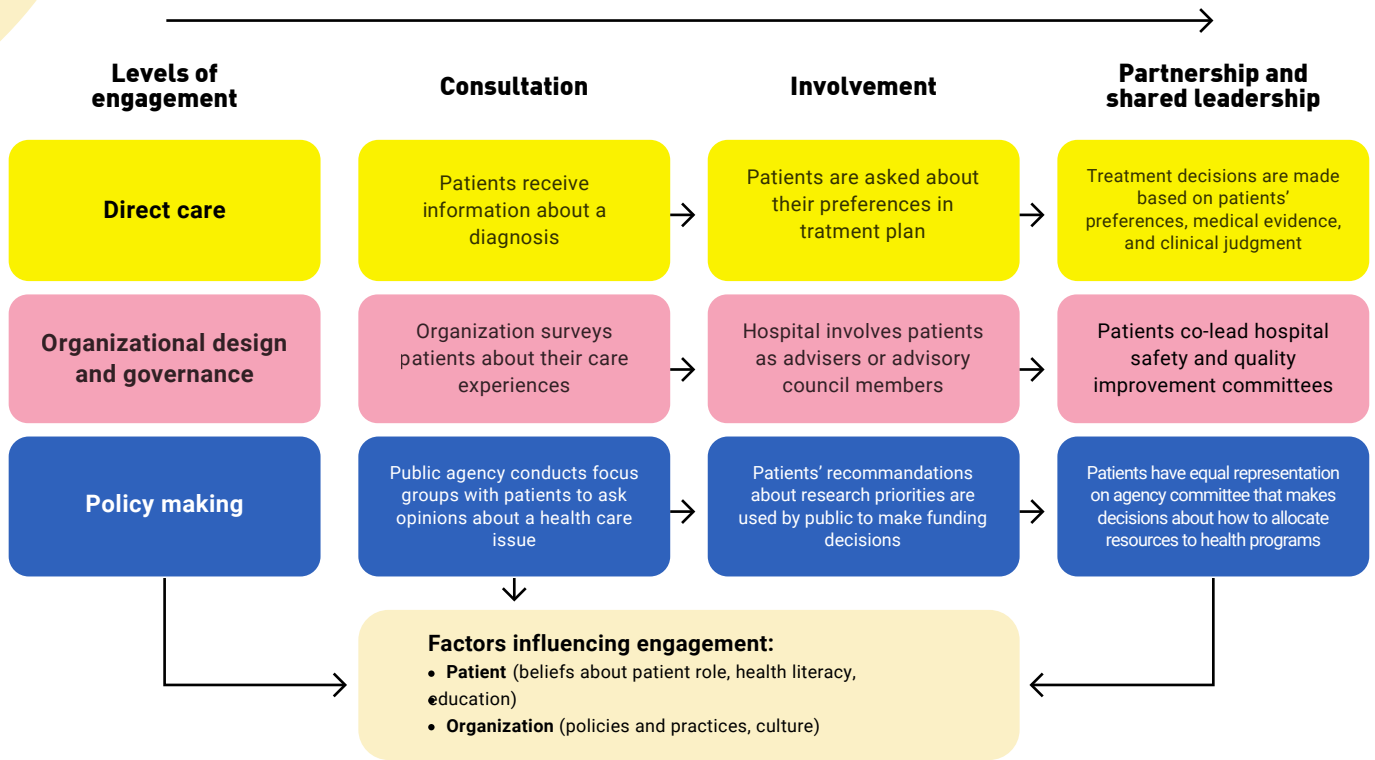 Levels of
engagement
Consultation
Involvement
Partnership and
shared leadership
Direct care
Patients receive
information about a
diagnosis
Patients are asked about
their preferences in
tratment plan
Treatment decisions are made
based on patients’
preferences, medical evidence,
and clinical judgment
Organizational design
and governance
Organization surveys
patients about their care
experiences
Hospital involves patients
as advisers or advisory
council members
Patients co-lead hospital
safety and quality
improvement committees
Policy making
Public agency conducts focus
groups with patients to ask
opinions about a health care
issue
Patients’ recommandations
about research priorities are
used by public to make funding
decisions
Patients have equal representation
on agency committee that makes
decisions about how to allocate
resources to health programs
Factors influencing engagement:
• Patient (beliefs about patient role, health literacy,
education)
• Organization (policies and practices, culture)